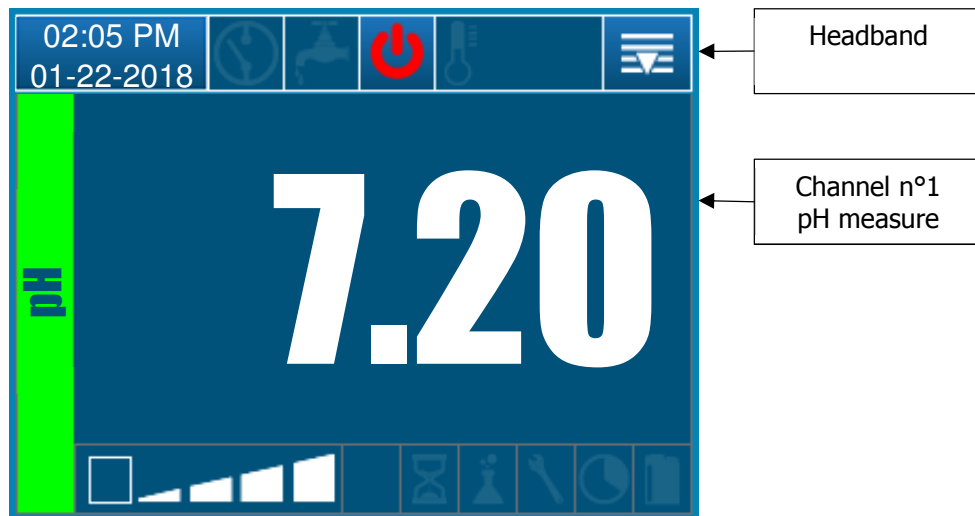 02:05 PM
01-22-2018
Headband
Channel n°1
pH measure
pH
7.20